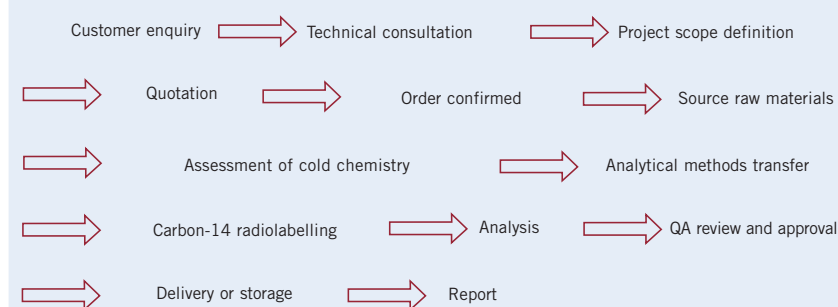 Customer enquiry Technical consultation Project scope definition
Quotation Order confirmed Source raw materials
Assessment of cold chemistry Analytical methods transfer
Carbon-14 radiolabelling Analysis QA review and approval
Delivery or storage Report